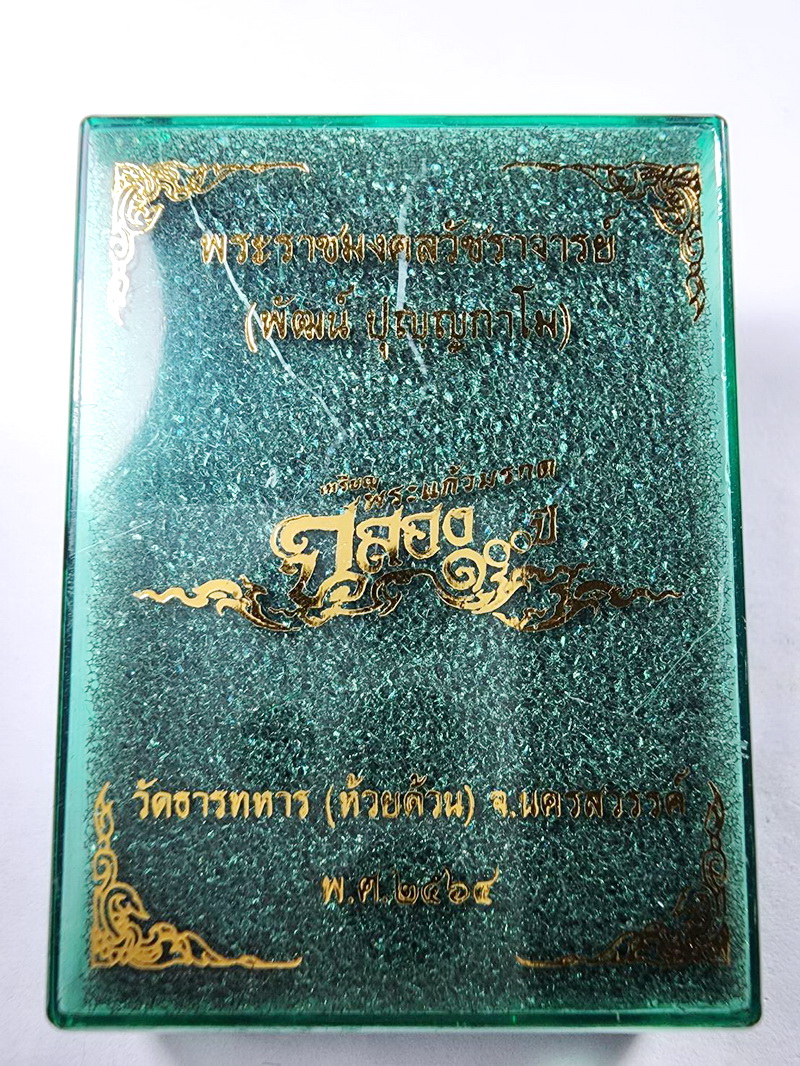 พระราชมงคลวัชราจารย์
(พัฒน์ ปุญฺญกาโม)
เหรียญพระแก้วมรกต
ฉลอง ๑๐๐ ปี
วัดธารทหาร (ห้วยด้วน) จ.นครสวรรค์
พ.ศ.๒๕๖๔